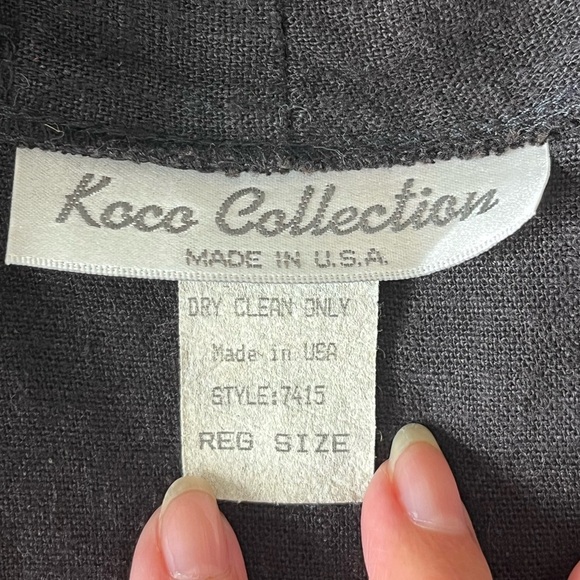 Koco Collection
MADE IN U.S.A.
DRY CLEAN ONLY
Made in USA
STYLE:7415
REG SIZE